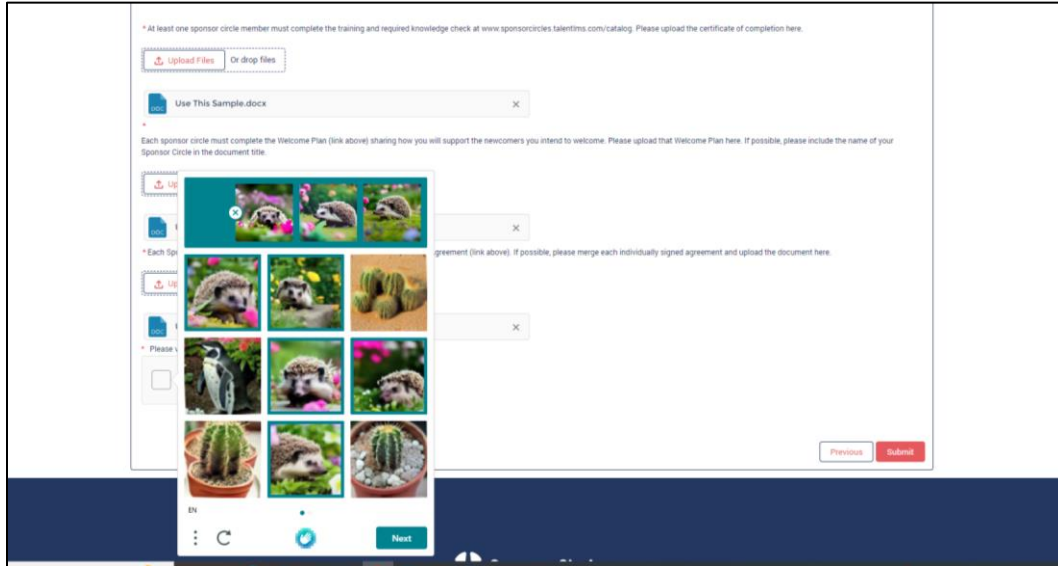 * At least one sponsor circle member must complete the training and required knowledge check at www.sponsorcircles.talentlms.com/catalog. Please upload the certificate of completion here.
Upload Files
Or drop files
DOC
Use This Sample.docx
*
Each sponsor circle must complete the Welcome Plan (link above) sharing how you will support the newcomers you intend to welcome. Please upload that Welcome Plan here. If possible, please include the name of your
Sponsor Circle in the document title.
DOC
* Each
greement (link above). If possible, please merge each individually signed agreement and upload the document here.
DOC
* Please
Previous
Submit
EN
Next